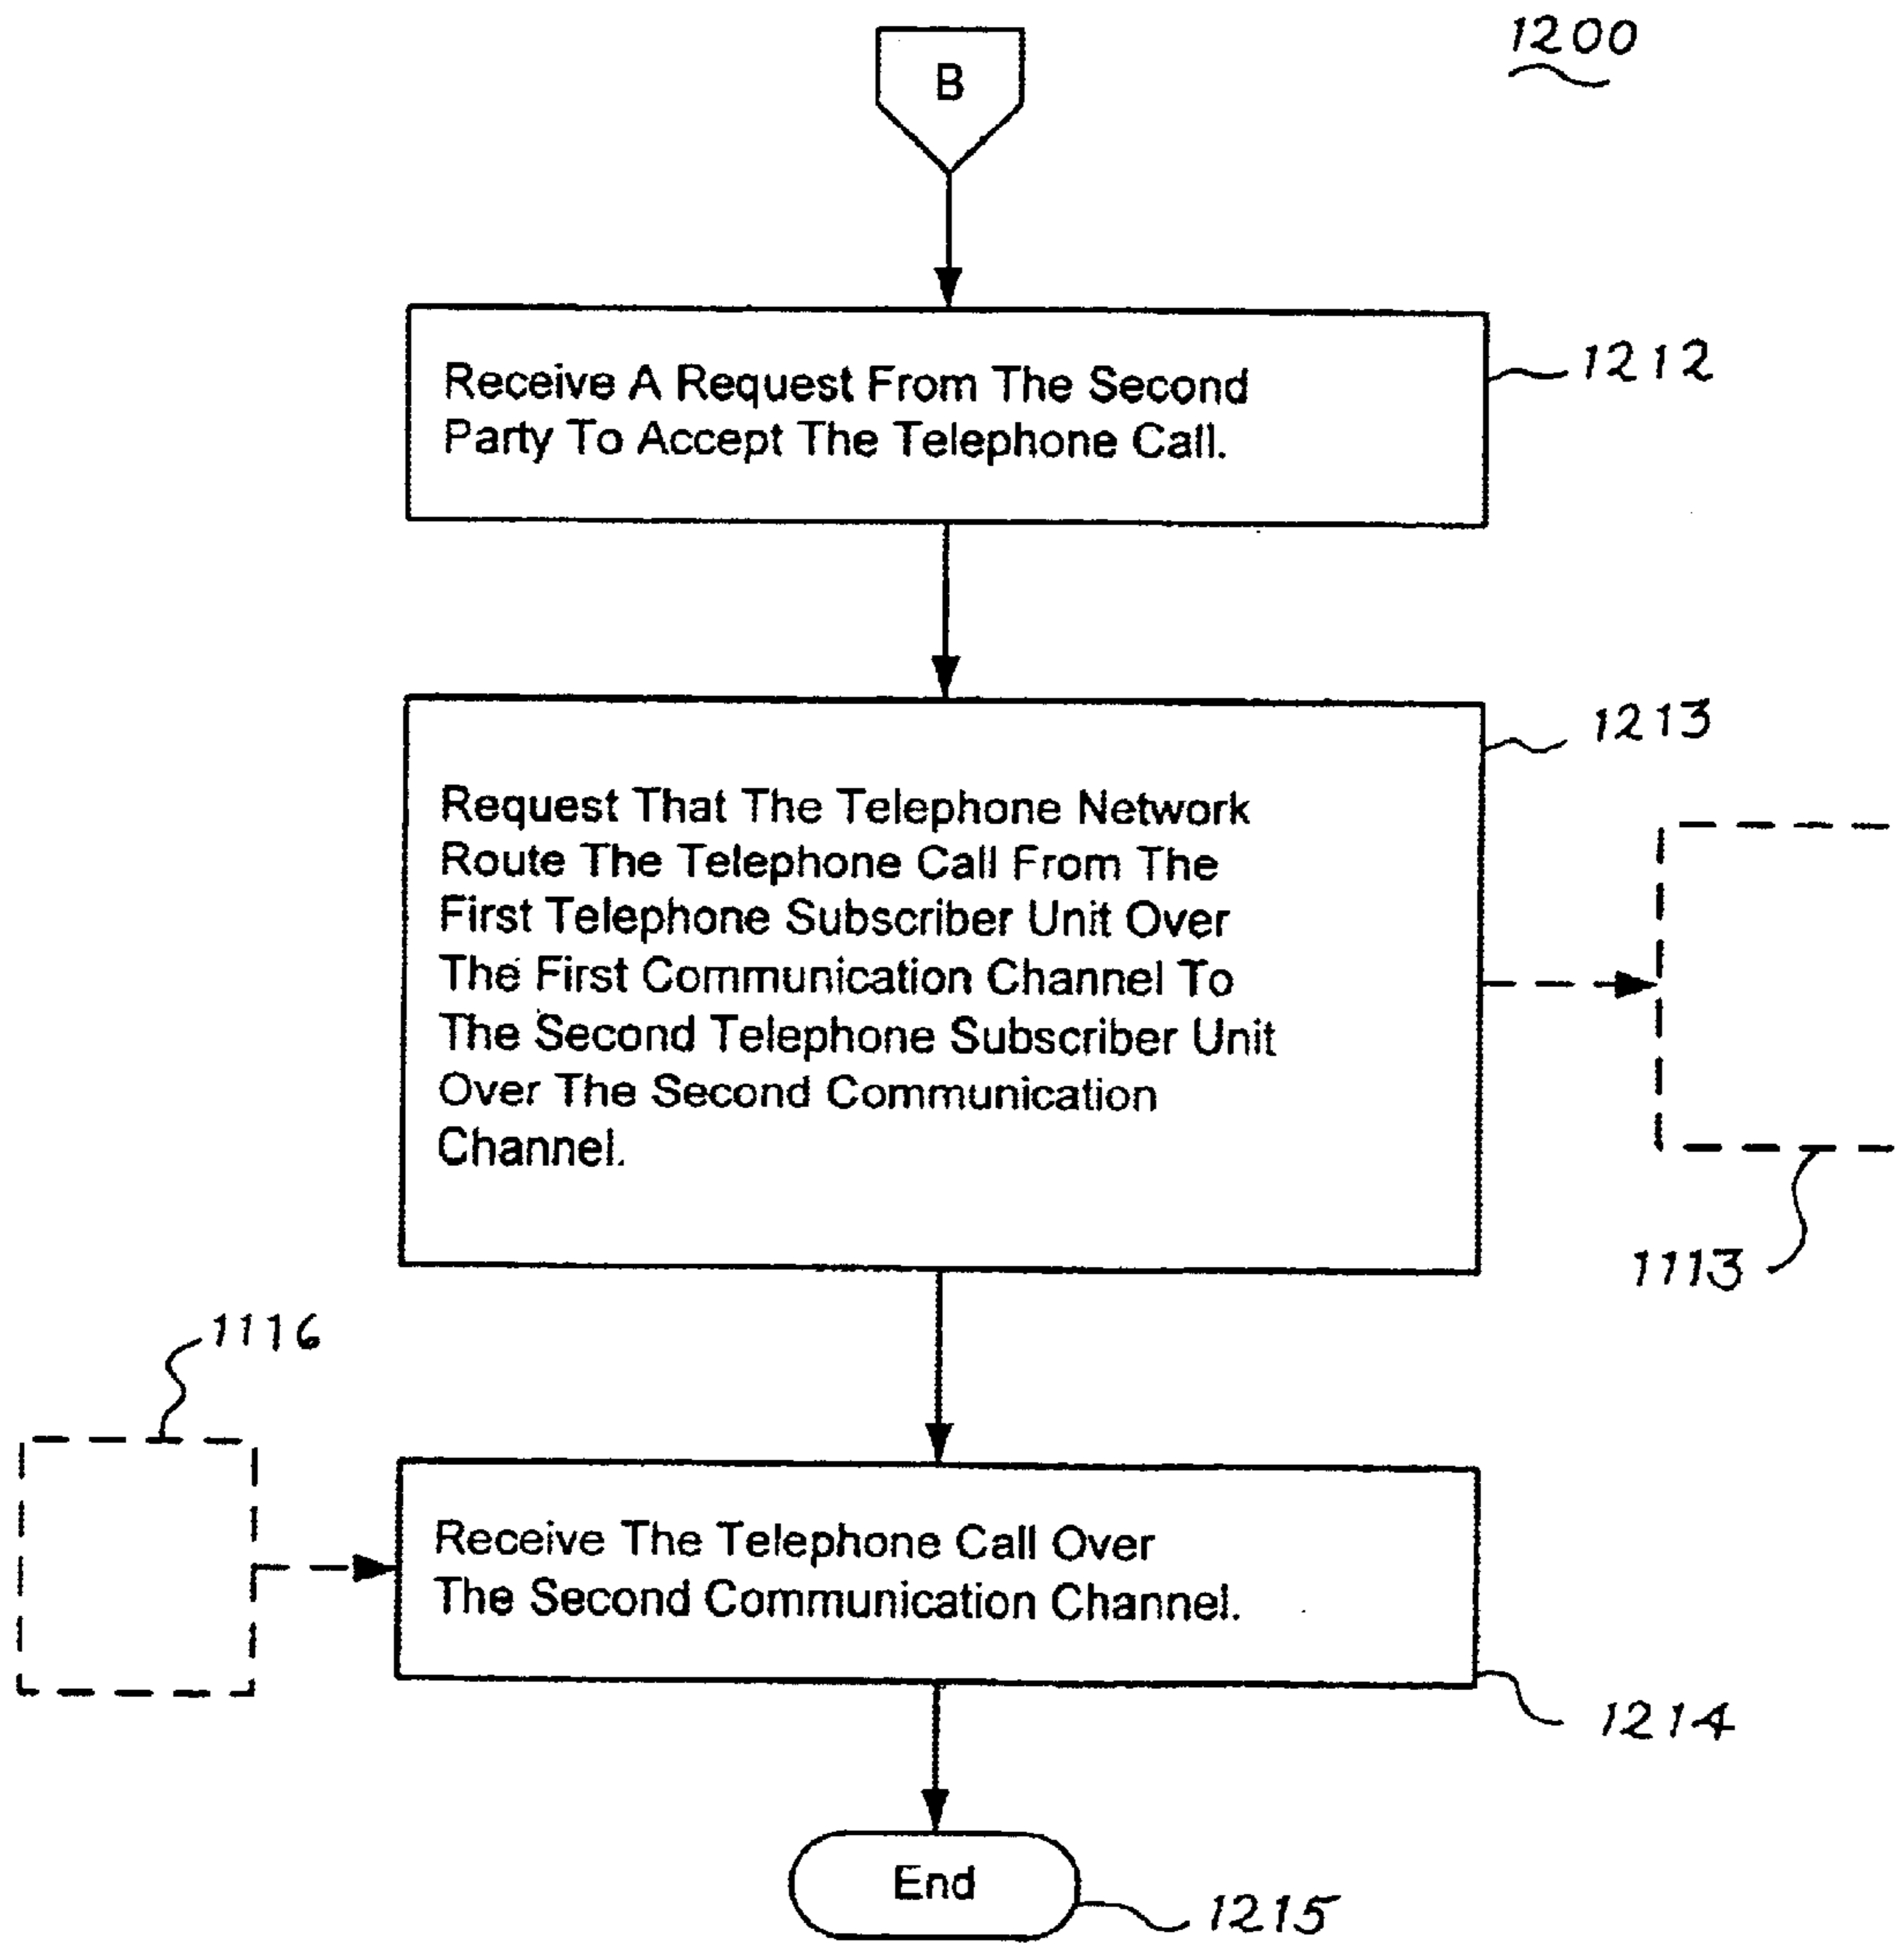 1200
B
Receive A Request From The Second
Party To Accept The Telephone Call.
1212
1213
Request That The Telephone Network
Route The Telephone Call From The
First Telephone Subscriber Unit Over
The First Communication Channel To
The Second Telephone Subscriber Unit
Over The Second Communication
Channel.
1113
1116
Receive The Telephone Call Over
The Second Communication Channel.
1214
End
1215